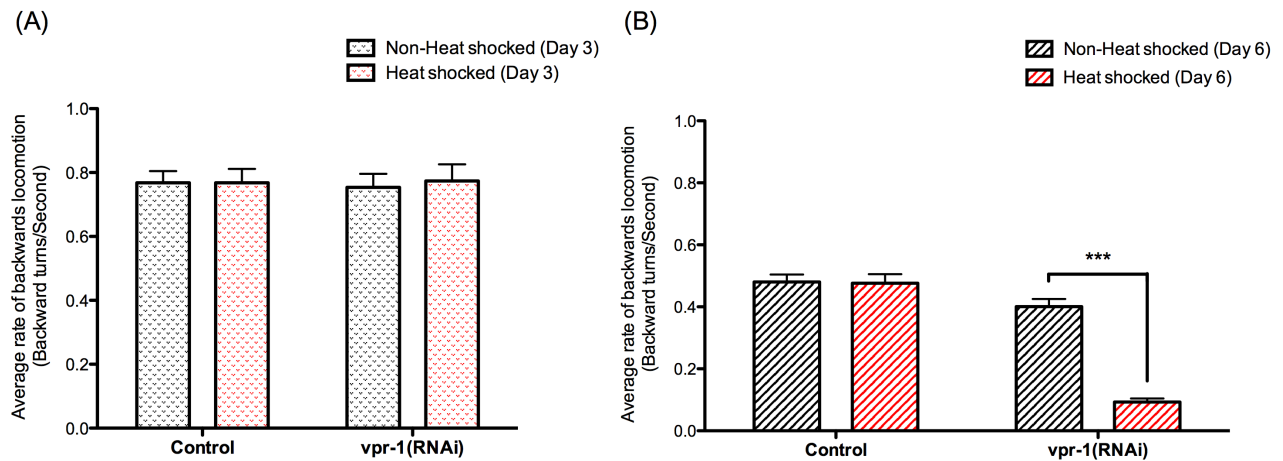 (A)
Non-Heat shocked (Day 3)
Heat shocked (Day 3)
Average rate of backwards locomotion
(Backward turns/Second)
1.0
0.8
0.6
0.4
0.2
0.0
Control
vpr-1(RNAi)
(B)
Non-Heat shocked (Day 6)
Heat shocked (Day 6)
Average rate of backwards locomotion
(Backward turns/Second)
1.0
0.8
0.6
0.4
0.2
0.0
***
Control
vpr-1(RNAi)